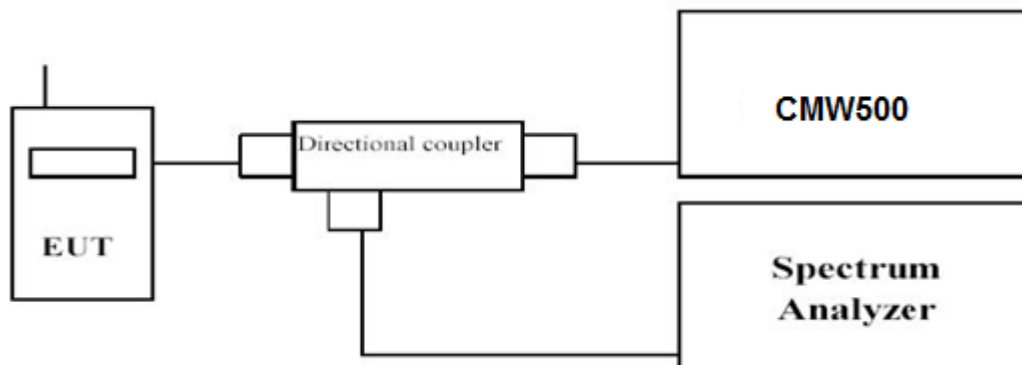 CMW500
Directional coupler
EUT
Spectrum
Analyzer